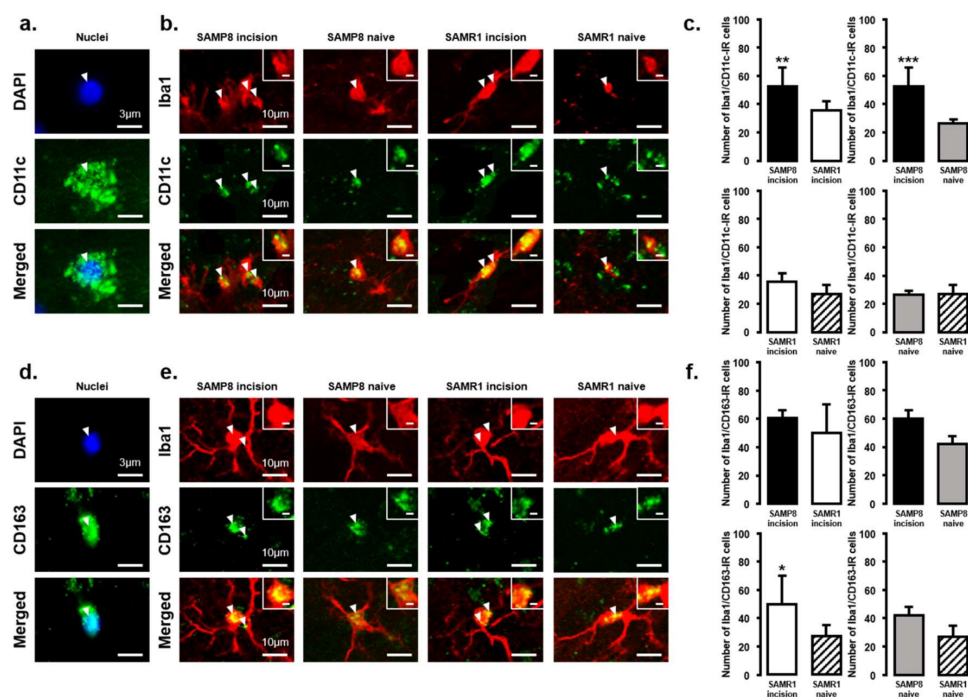 a.
Nuclei
DAPI
3μm
CD11c
Merged
b.
SAMP8 incision
SAMP8 naive
SAMR1 incision
SAMR1 naive
Iba1
10μm
CD11c
10μm
Merged
10μm
c.
Number of Iba1/CD11c-IR cells
100
80
60
40
20
0
**
SAMP8
incision
SAMR1
incision
Number of Iba1/CD11c-IR cells
100
80
60
40
20
0
***
SAMP8
incision
SAMP8
naive
Number of Iba1/CD11c-IR cells
100
80
60
40
20
0
SAMR1
incision
SAMR1
naive
Number of Iba1/CD11c-IR cells
100
80
60
40
20
0
SAMP8
naive
SAMR1
naive
d.
Nuclei
DAPI
3μm
CD163
Merged
e.
SAMP8 incision
SAMP8 naive
SAMR1 incision
SAMR1 naive
Iba1
10μm
CD163
10μm
Merged
10μm
f.
Number of Iba1/CD163-IR cells
100
80
60
40
20
0
SAMP8
incision
SAMR1
incision
Number of Iba1/CD163-IR cells
100
80
60
40
20
0
SAMP8
incision
SAMP8
naive
Number of Iba1/CD163-IR cells
100
80
60
40
20
0
*
SAMR1
incision
SAMR1
naive
Number of Iba1/CD163-IR cells
100
80
60
40
20
0
SAMP8
naive
SAMR1
naive